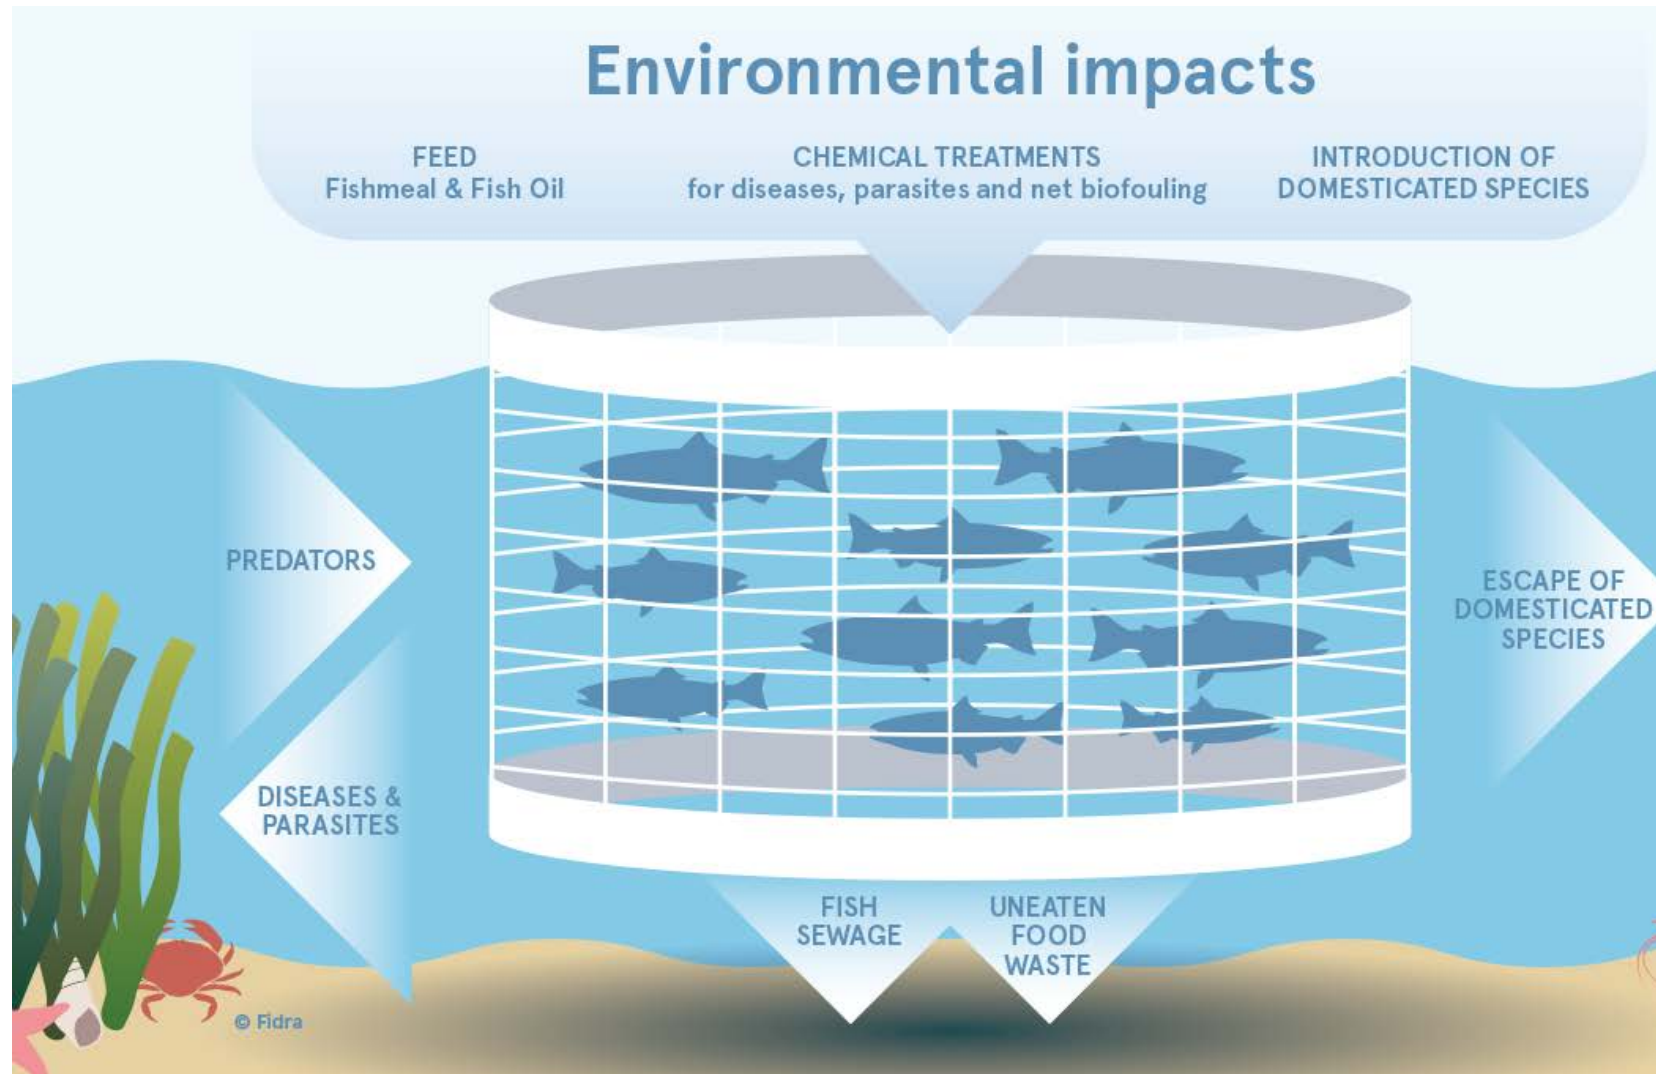 Environmental impacts
FEED
Fishmeal & Fish Oil
CHEMICAL TREATMENTS
for diseases, parasites and net biofouling
INTRODUCTION OF
DOMESTICATED SPECIES
PREDATORS
ESCAPE OF
DOMESTICATED
SPECIES
DISEASES &
PARASITES
FISH
SEWAGE
UNEATEN
FOOD
WASTE
© Fidra